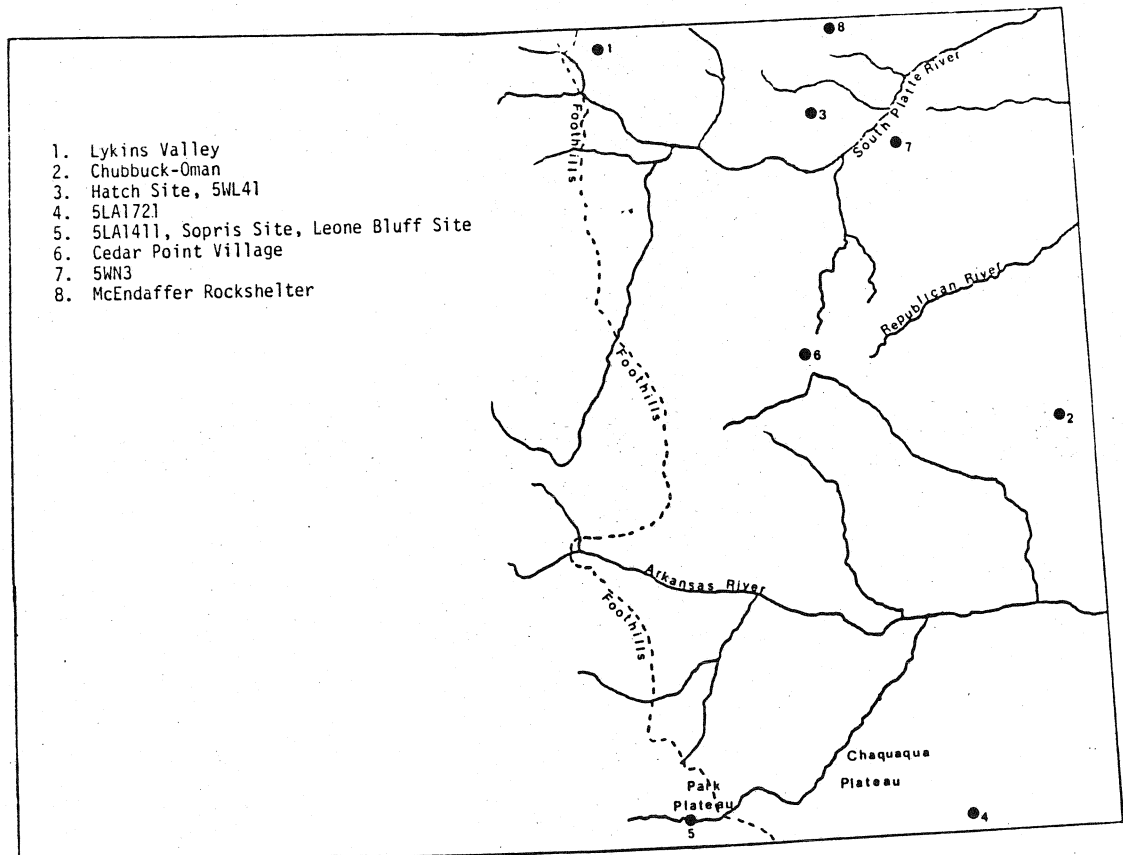 1. Lykins Valley
2. Chubbuck-Oman
3. Hatch Site, 5WL41
4. 5LA1721
5. 5LA1411, Sopris Site, Leone Bluff Site
6. Cedar Point Village
7. 5WN3
8. McEndaffer Rockshelter
8
1
South Platte River
3
7
Foothills
Republican River
6
Foothills
2
Arkansas River
Foothills
Chaquaqua
Plateau
Park
Plateau
4
5